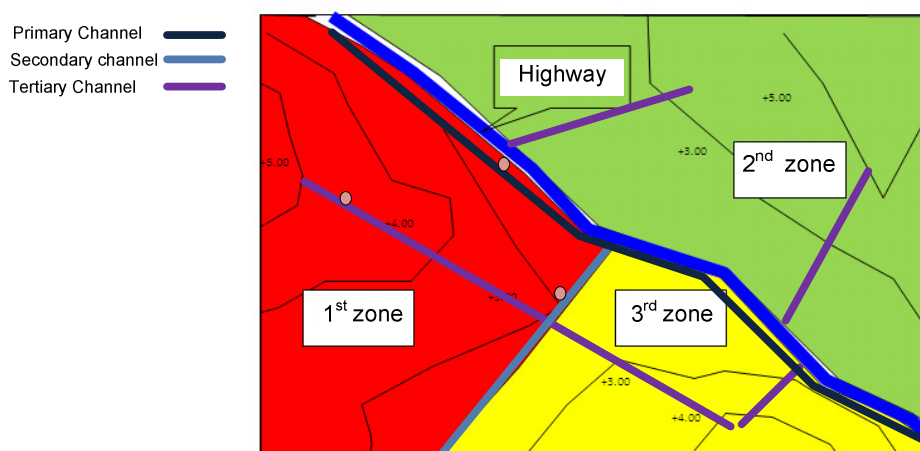 Primary Channel
Secondary channel
Tertiary Channel
Highway
+5.00
+3.00
2nd zone
+5.00
+4.00
1st zone
3rd zone
+3.00
+4.00